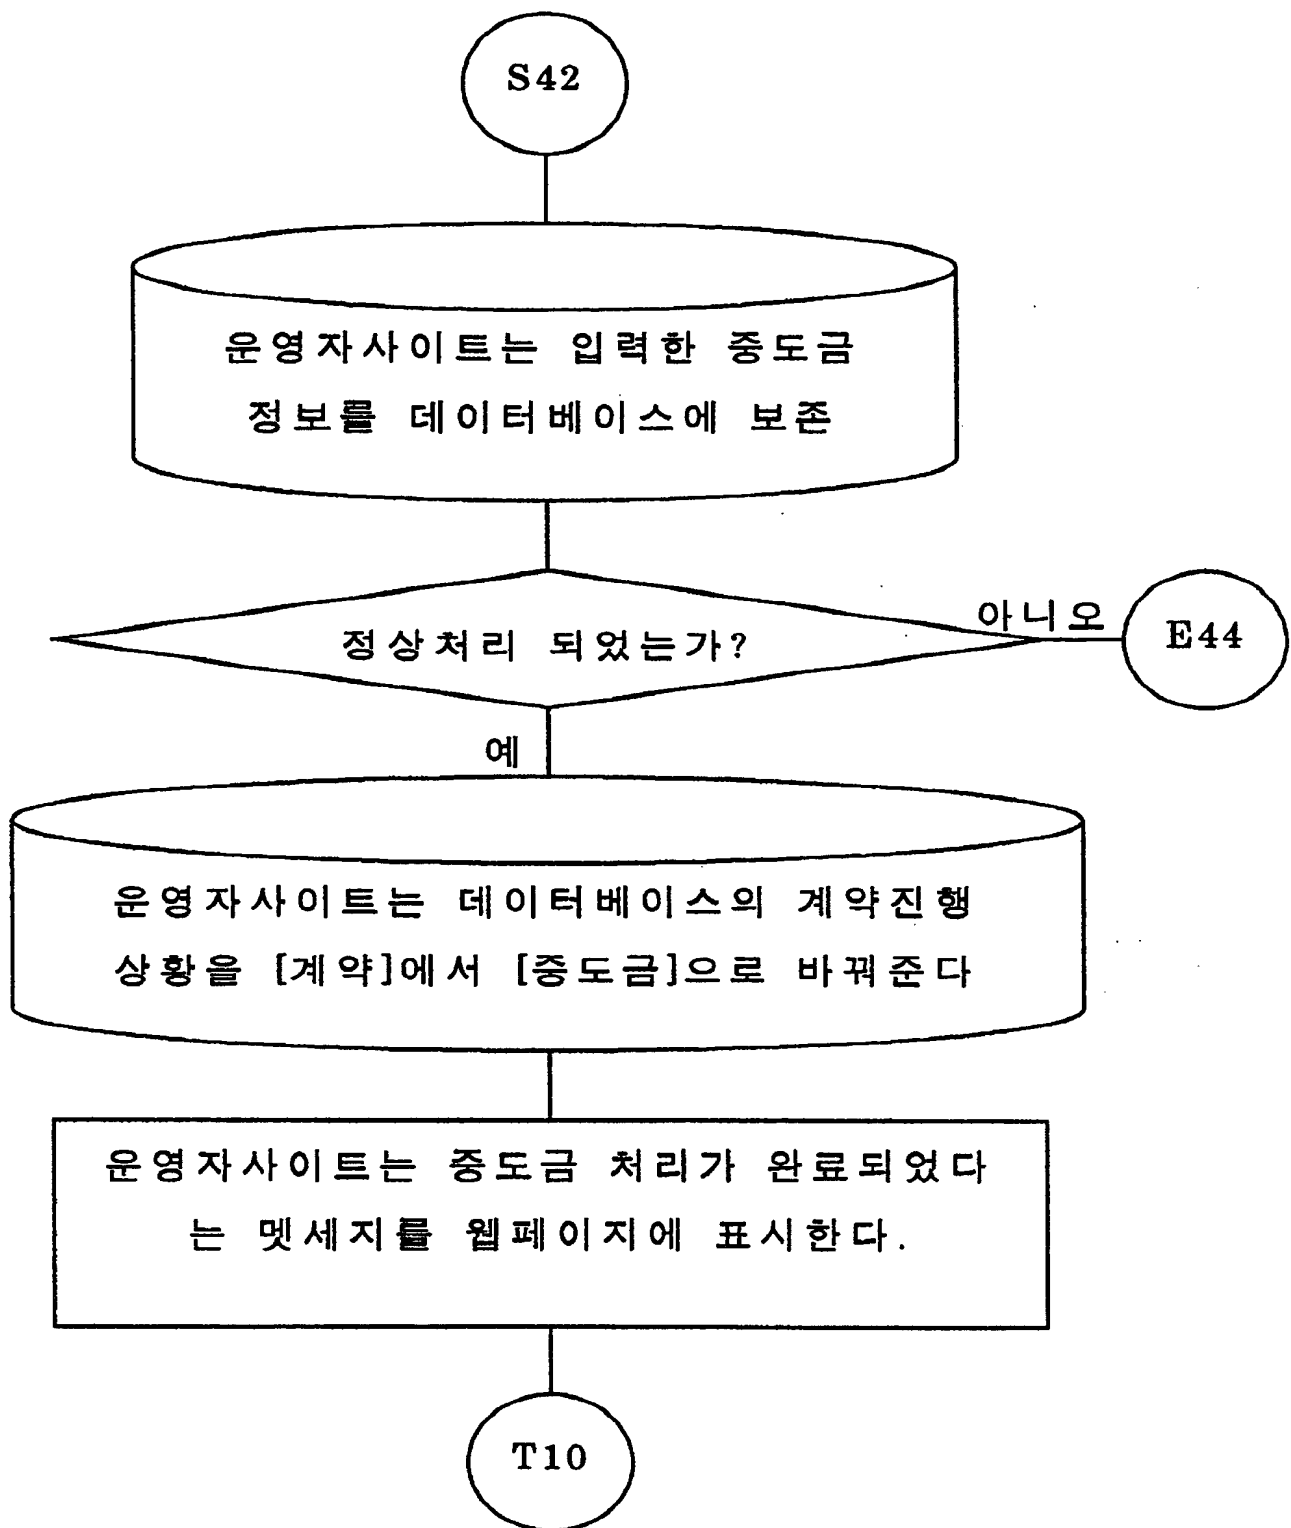 S42
운영자사이트는 입력한 중도금
정보를 데이터베이스에 보존
정상처리 되었는가?
아니오
E44
예
운영자사이트는 데이터베이스의 계약진행
상황을 [계약]에서 [중도금]으로 바꿔준다
운영자사이트는 중도금 처리가 완료되었다
는 멧세지를 웹페이지에 표시한다.
T10